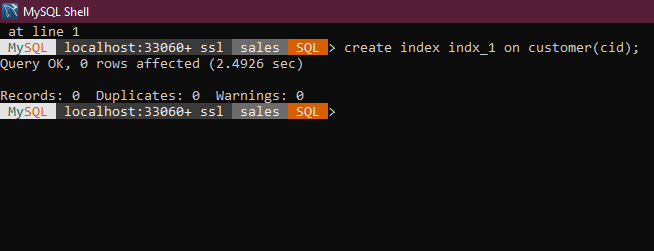 MySQL Shell
 at line 1
 MySQL  localhost:33060+ ssl  sales  SQL > create index indx_1 on customer(cid);
Query OK, 0 rows affected (2.4926 sec)
Records: 0  Duplicates: 0  Warnings: 0
 MySQL  localhost:33060+ ssl  sales  SQL >